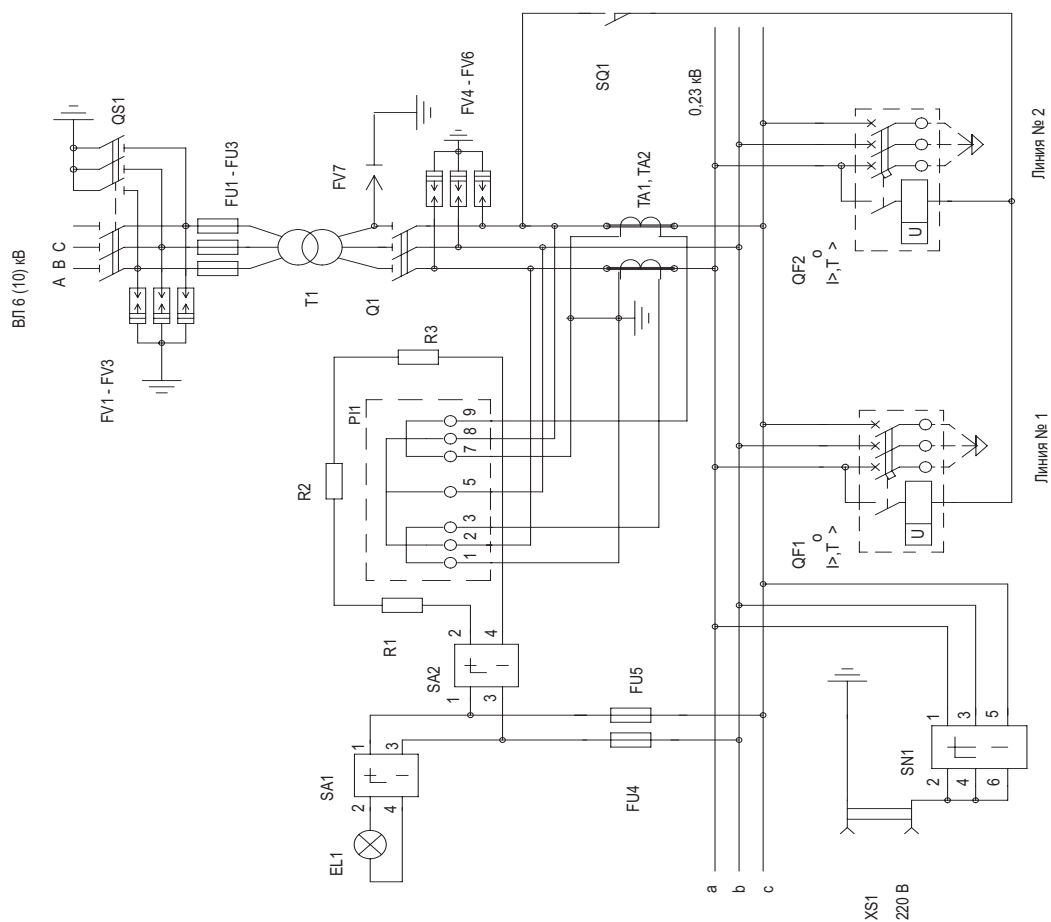 ВЛ 6 (10) кВ
A B C
QS1
FV1 - FV3
FU1 - FU3
T1
FV7
Q1
FV4 - FV6
R3
R2
R1
PI1
1 2 3 5 7 8 9
TA1, TA2
SQ1
0,23 кВ
SA2
1 2
3 4
SA1
2 1
4 3
EL1
FU5
FU4
a
b
c
QF1
I>,T° >
U
Линия № 1
QF2
I>,T° >
U
Линия № 2
SN1
2 1
4 3
6 5
XS1
220 В